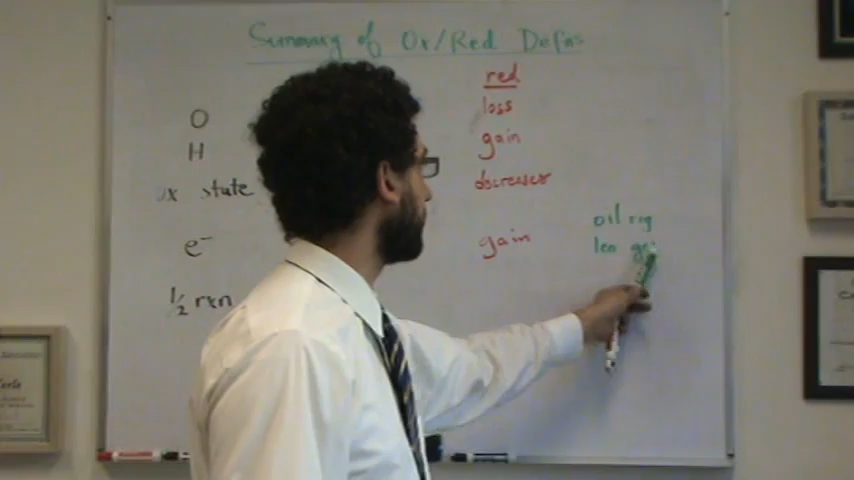 Summary of Ox/Red Defns
red
O loss
H gain
ox state decreases
e⁻ gain
½ rxn
oil rig
leo